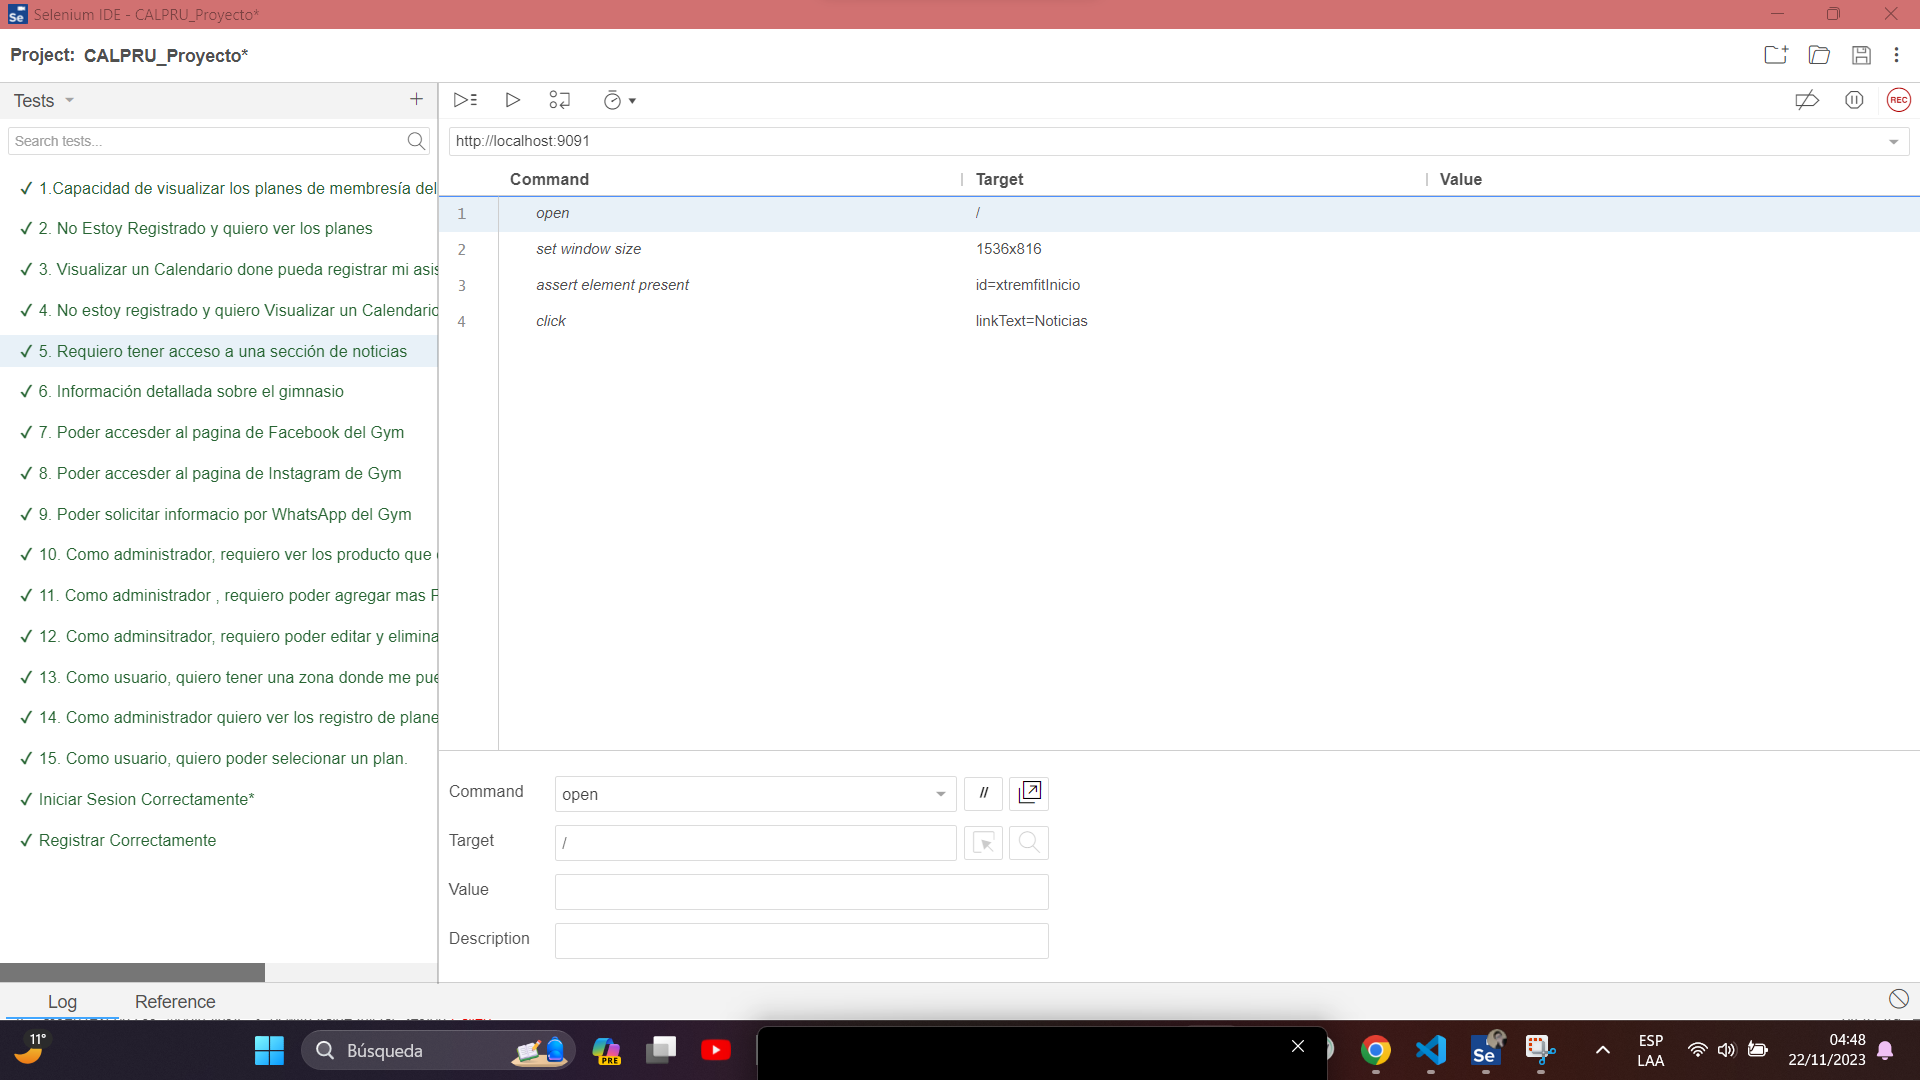 Selenium IDE - CALPRU_Proyecto*
Project: CALPRU_Proyecto*
Tests
Search tests...
REC
http://localhost:9091
Command Target Value
1 open /
2 set window size 1536x816
3 assert element present id=xtremfitInicio
4 click linkText=Noticias
✓ 1.Capacidad de visualizar los planes de membresía del
✓ 2. No Estoy Registrado y quiero ver los planes
✓ 3. Visualizar un Calendario done pueda registrar mi asis
✓ 4. No estoy registrado y quiero Visualizar un Calendario
✓ 5. Requiero tener acceso a una sección de noticias
✓ 6. Información detallada sobre el gimnasio
✓ 7. Poder accesder al pagina de Facebook del Gym
✓ 8. Poder accesder al pagina de Instagram de Gym
✓ 9. Poder solicitar informacio por WhatsApp del Gym
✓ 10. Como administrador, requiero ver los producto que
✓ 11. Como administrador , requiero poder agregar mas
✓ 12. Como adminsitrador, requiero poder editar y elimina
✓ 13. Como usuario, quiero tener una zona donde me pue
✓ 14. Como administrador quiero ver los registro de plane
✓ 15. Como usuario, quiero poder selecionar un plan.
✓ Iniciar Sesion Correctamente*
✓ Registrar Correctamente
Command open //
Target /
Value
Description
Log Reference
11°
Búsqueda
PRE
Se
ESP
LAA
04:48
22/11/2023